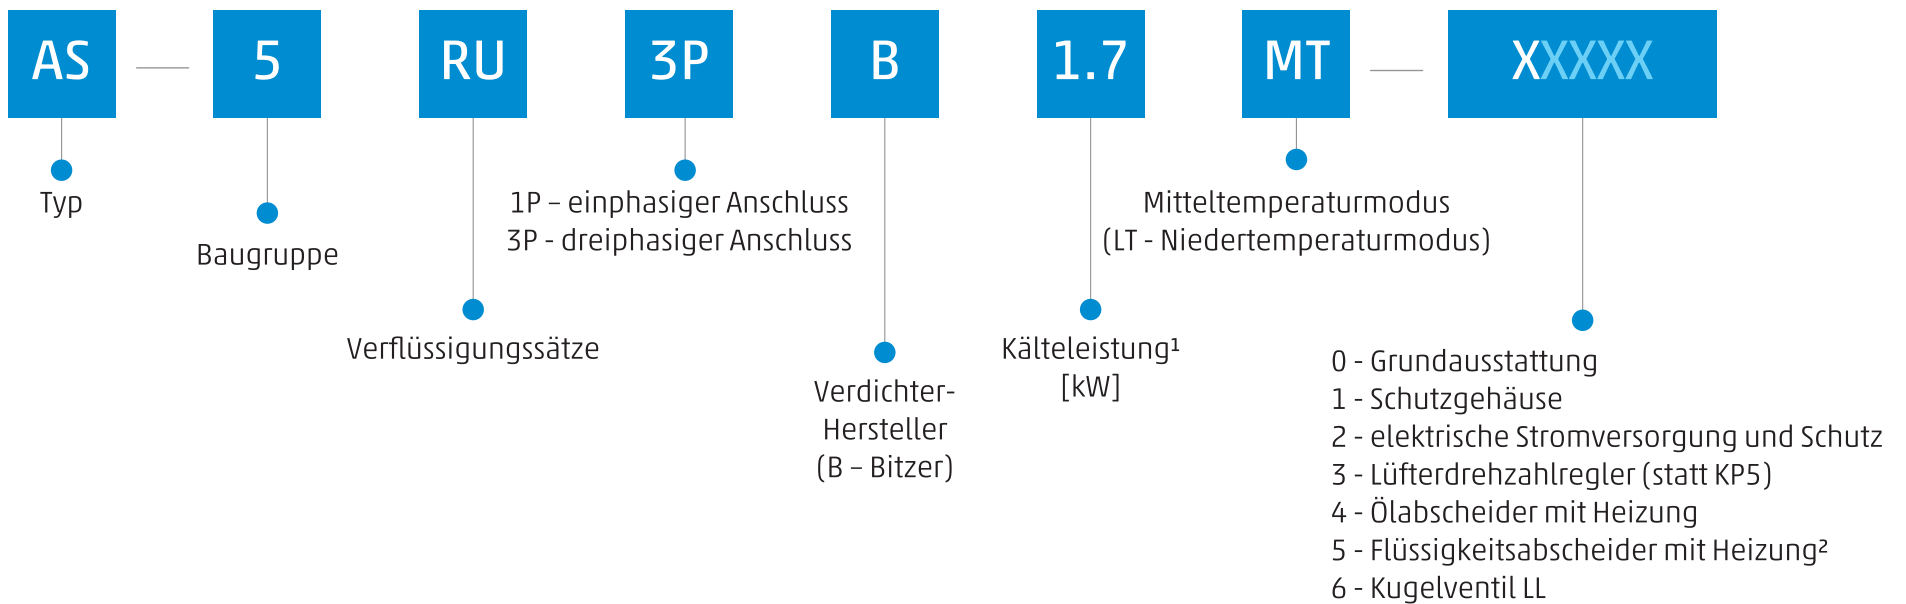 AS — 5 RU 3P B 1.7 MT — XXXXX
Typ
Baugruppe
Verflüssigungssätze
1P – einphasiger Anschluss
3P - dreiphasiger Anschluss
Verdichter-
Hersteller
(B – Bitzer)
Kälteleistung¹
[kW]
Mitteltemperaturmodus
(LT - Niedertemperaturmodus)
0 - Grundausstattung
1 - Schutzgehäuse
2 - elektrische Stromversorgung und Schutz
3 - Lüfterdrehzahlregler (statt KP5)
4 - Ölabscheider mit Heizung
5 - Flüssigkeitsabscheider mit Heizung²
6 - Kugelventil LL